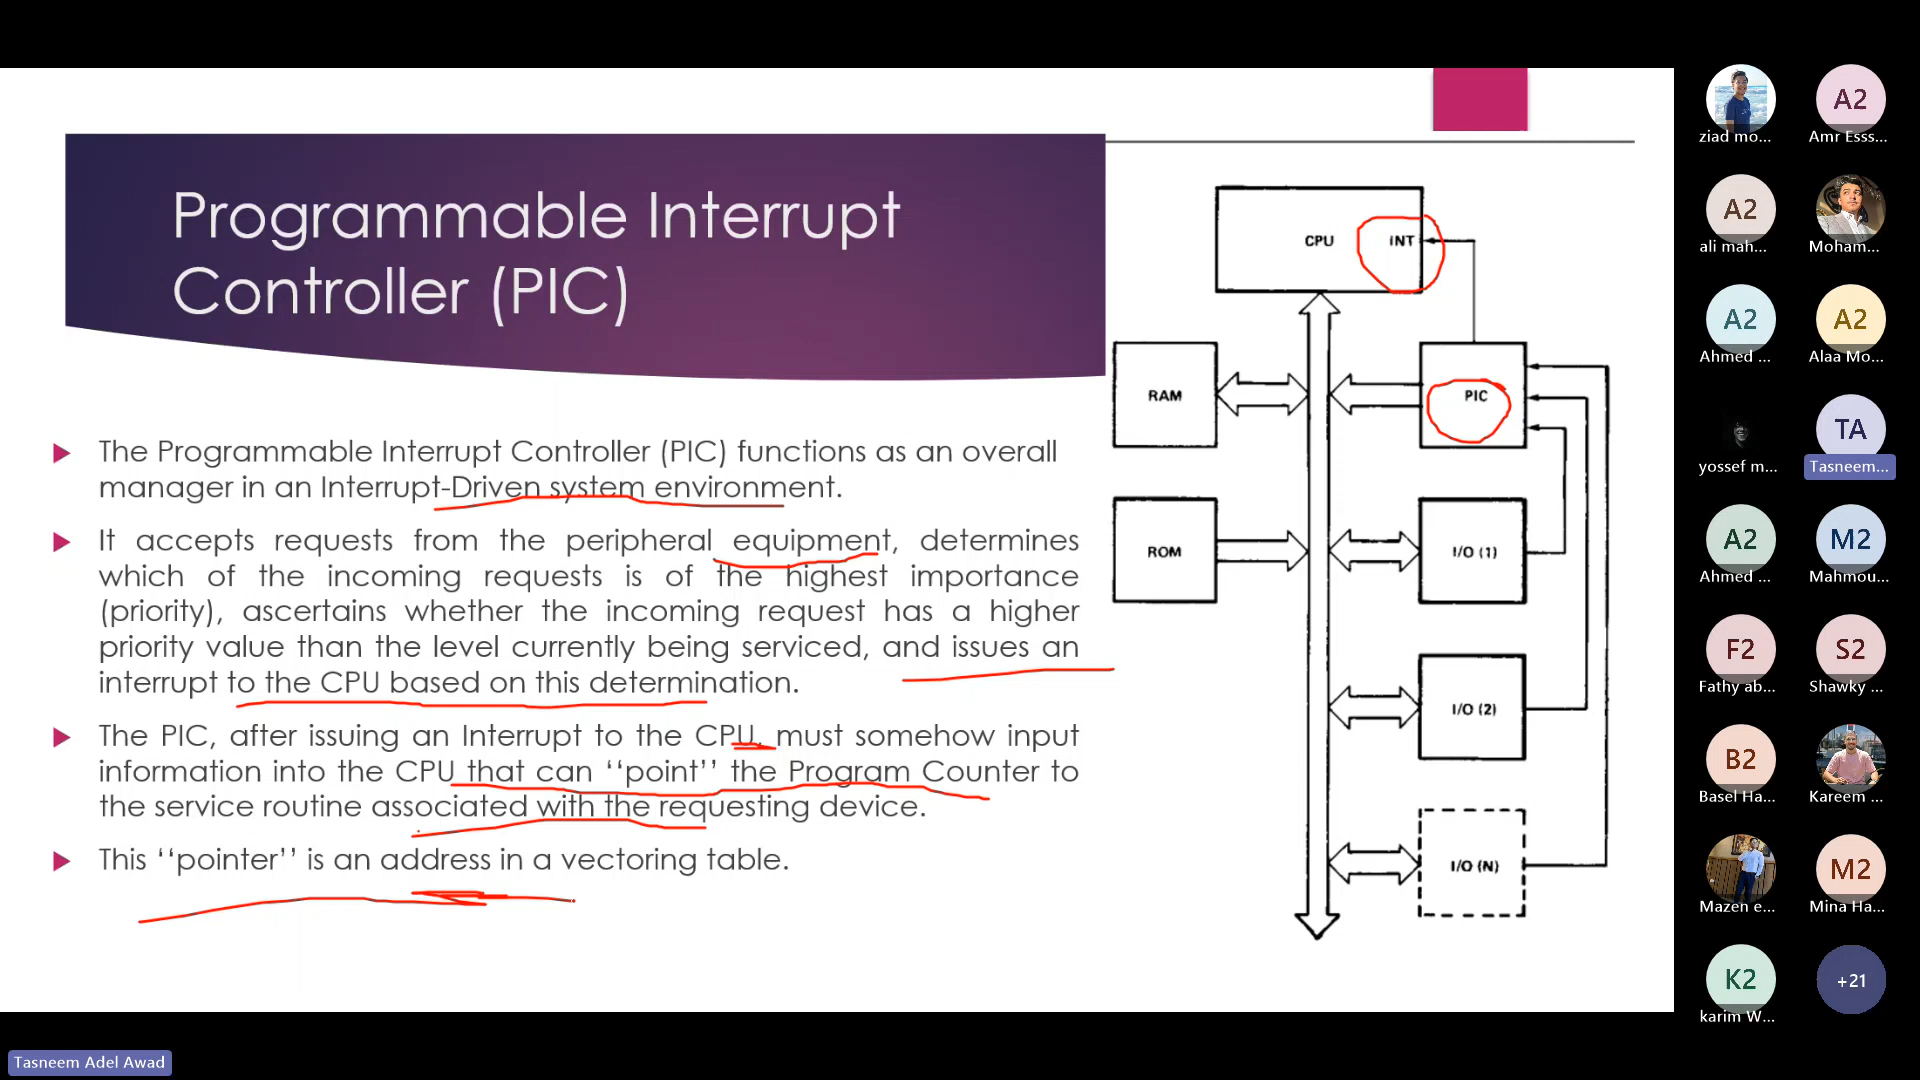 Programmable Interrupt
Controller (PIC)
The Programmable Interrupt Controller (PIC) functions as an overall
manager in an Interrupt-Driven system environment.
It accepts requests from the peripheral equipment, determines
which of the incoming requests is of the highest importance
(priority), ascertains whether the incoming request has a higher
priority value than the level currently being serviced, and issues an
interrupt to the CPU based on this determination.
The PIC, after issuing an Interrupt to the CPU, must somehow input
information into the CPU that can ‘‘point’’ the Program Counter to
the service routine associated with the requesting device.
This ‘‘pointer’’ is an address in a vectoring table.
CPU INT
RAM
PIC
ROM
I/O (1)
I/O (2)
I/O (N)
ziad mo...
A2
Amr Esss...
A2
ali mah...
Moham...
A2
Ahmed ...
A2
Alaa Mo...
yossef m...
TA
Tasneem...
A2
Ahmed ...
M2
Mahmou...
F2
Fathy ab...
S2
Shawky ...
B2
Basel Ha...
Kareem ...
Mazen e...
M2
Mina Ha...
K2
karim W...
+21
Tasneem Adel Awad